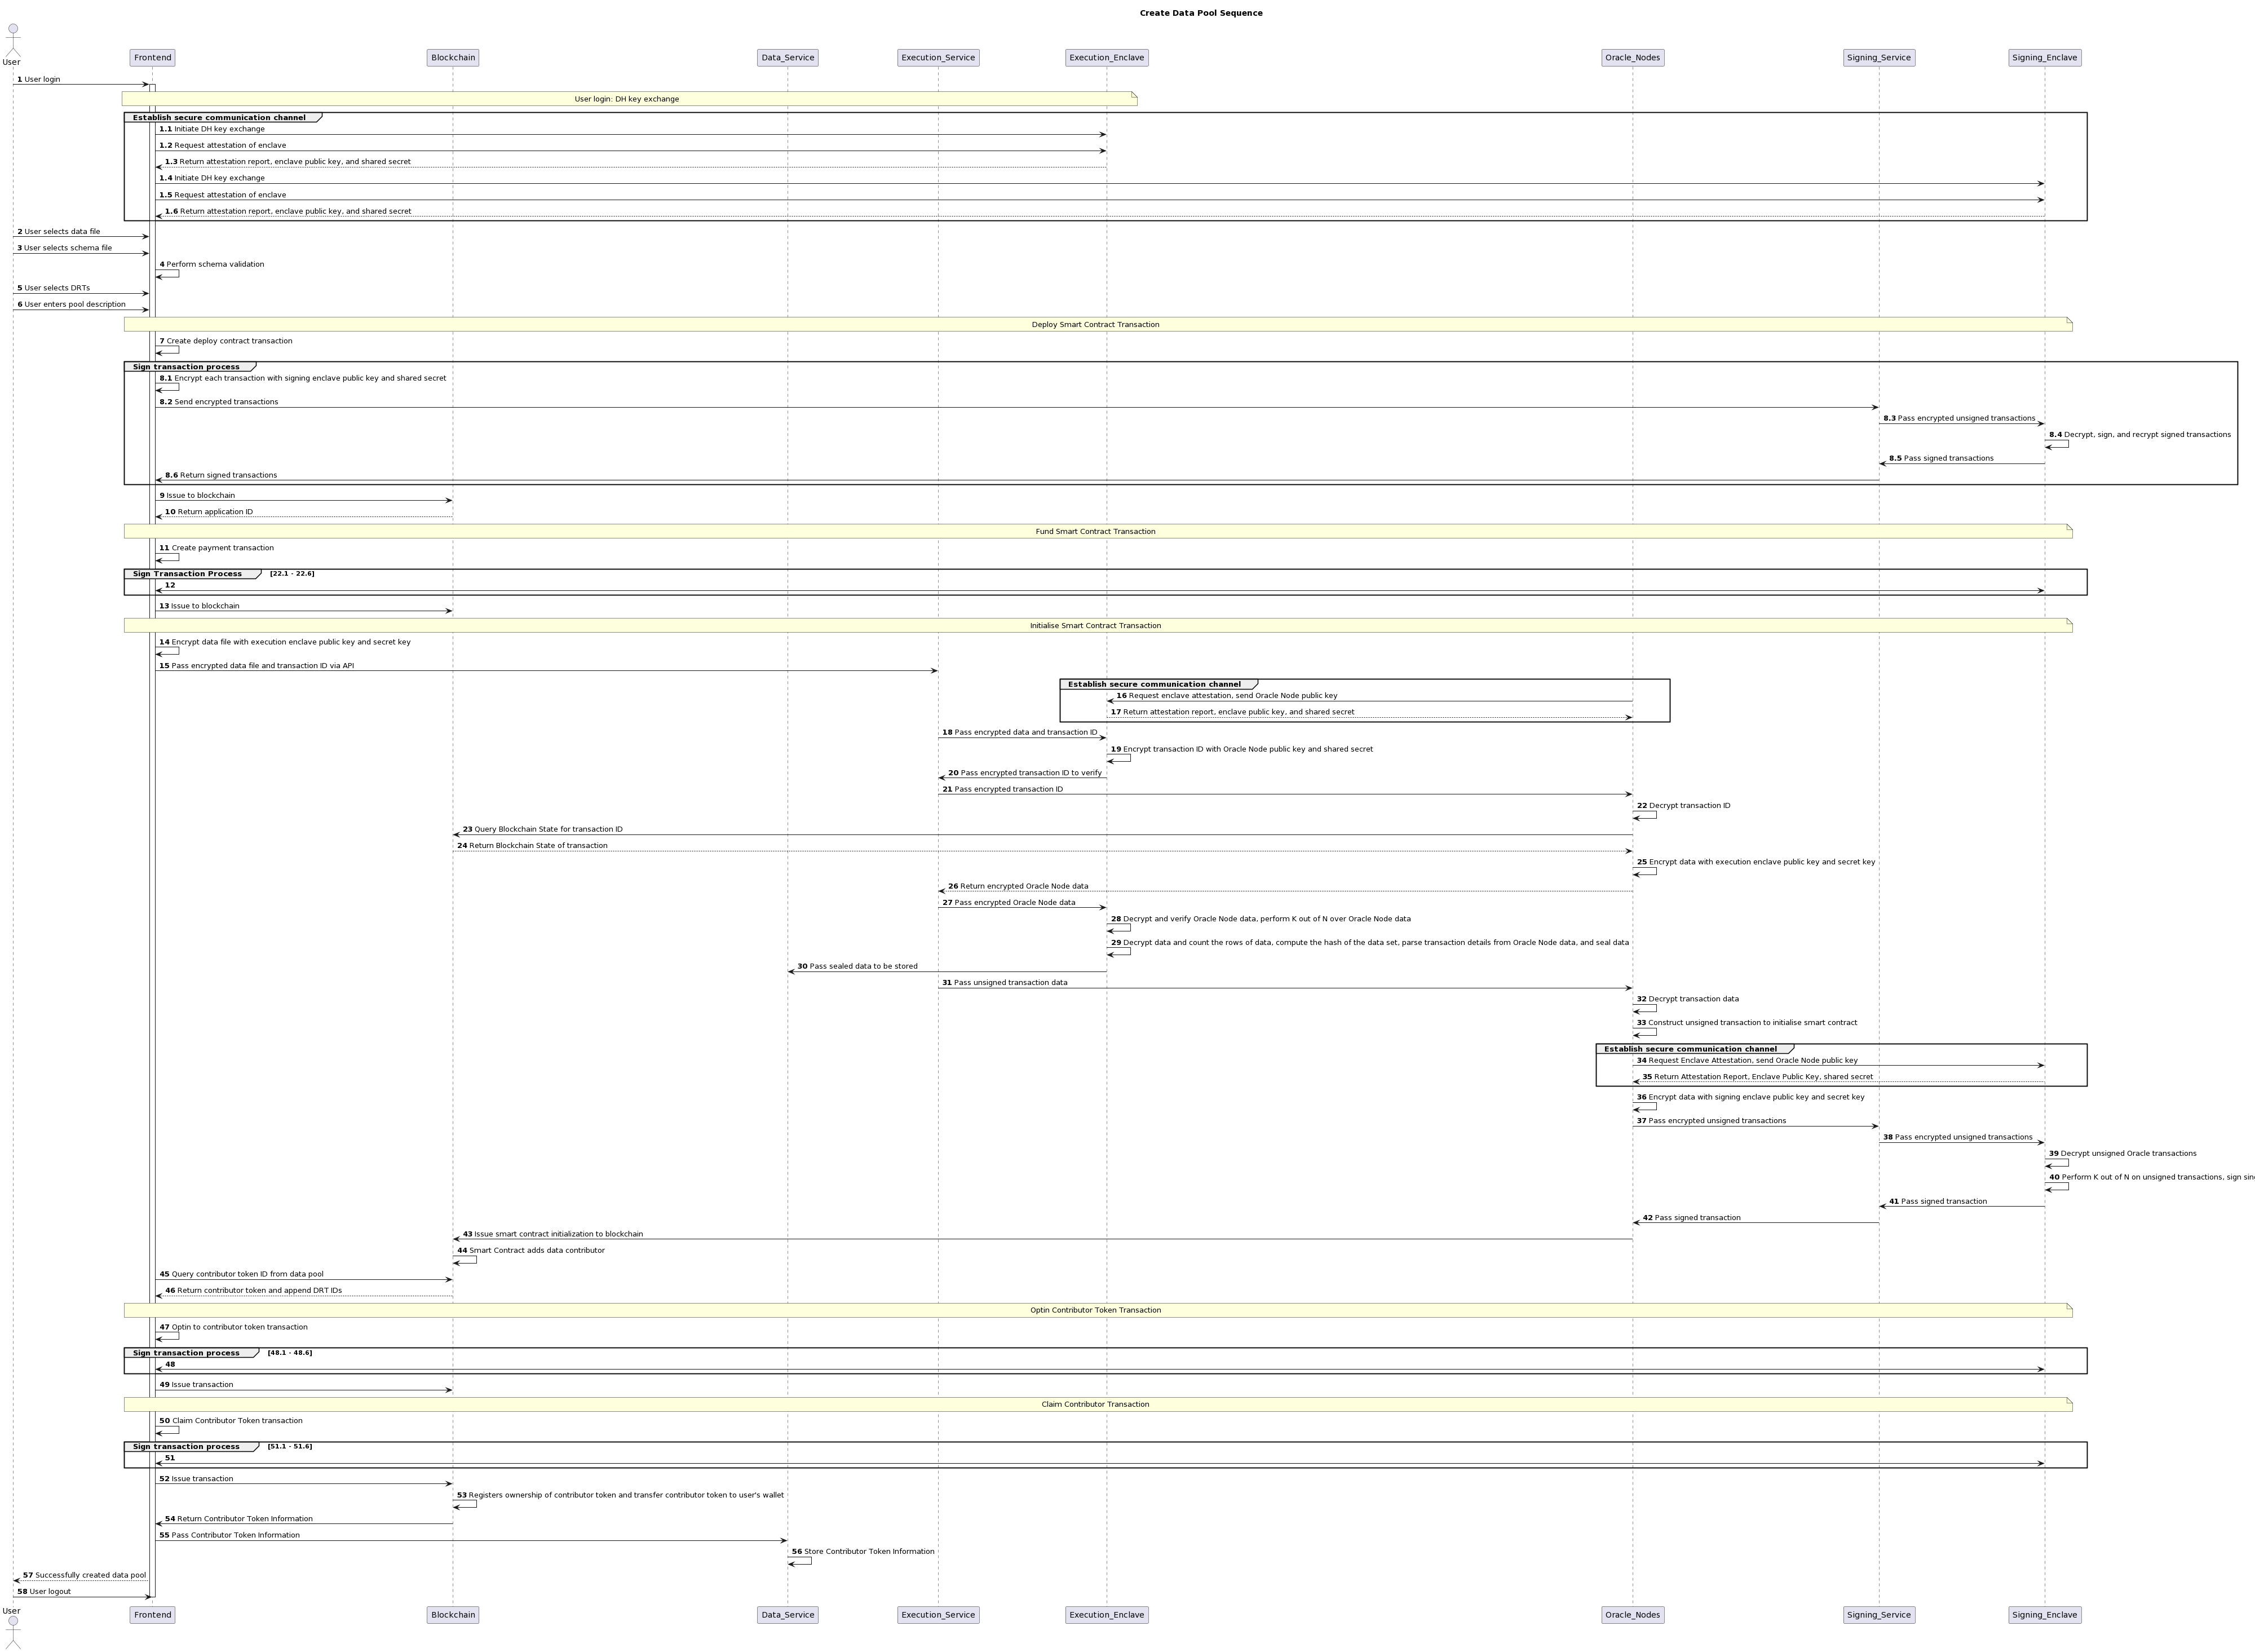 Create Data Pool Sequence
User
Frontend
Blockchain
Data_Service
Execution_Service
Execution_Enclave
Oracle_Nodes
Signing_Service
Signing_Enclave
1 User login
User login: DH key exchange
Establish secure communication channel
1.1 Initiate DH key exchange
1.2 Request attestation of enclave
1.3 Return attestation report, enclave public key, and shared secret
1.4 Initiate DH key exchange
1.5 Request attestation of enclave
1.6 Return attestation report, enclave public key, and shared secret
2 User selects data file
3 User selects schema file
4 Perform schema validation
5 User selects DRTs
6 User enters pool description
Deploy Smart Contract Transaction
7 Create deploy contract transaction
Sign transaction process
8.1 Encrypt each transaction with signing enclave public key and shared secret
8.2 Send encrypted transactions
8.3 Pass encrypted unsigned transactions
8.4 Decrypt, sign, and recrypt signed transactions
8.5 Pass signed transactions
8.6 Return signed transactions
9 Issue to blockchain
10 Return application ID
Fund Smart Contract Transaction
11 Create payment transaction
Sign Transaction Process [22.1 - 22.6]
12
13 Issue to blockchain
Initialise Smart Contract Transaction
14 Encrypt data file with execution enclave public key and secret key
15 Pass encrypted data file and transaction ID via API
Establish secure communication channel
16 Request enclave attestation, send Oracle Node public key
17 Return attestation report, enclave public key, and shared secret
18 Pass encrypted data and transaction ID
19 Encrypt transaction ID with Oracle Node public key and shared secret
20 Pass encrypted transaction ID to verify
21 Pass encrypted transaction ID
22 Decrypt transaction ID
23 Query Blockchain State for transaction ID
24 Return Blockchain State of transaction
25 Encrypt data with execution enclave public key and secret key
26 Return encrypted Oracle Node data
27 Pass encrypted Oracle Node data
28 Decrypt and verify Oracle Node data, perform K out of N over Oracle Node data
29 Decrypt data and count the rows of data, compute the hash of the data set, parse transaction details from Oracle Node data, and seal data
30 Pass sealed data to be stored
31 Pass unsigned transaction data
32 Decrypt transaction data
33 Construct unsigned transaction to initialise smart contract
Establish secure communication channel
34 Request Enclave Attestation, send Oracle Node public key
35 Return Attestation Report, Enclave Public Key, shared secret
36 Encrypt data with signing enclave public key and secret key
37 Pass encrypted unsigned transactions
38 Pass encrypted unsigned transactions
39 Decrypt unsigned Oracle transactions
40 Perform K out of N on unsigned transactions, sign
41 Pass signed transaction
42 Pass signed transaction
43 Issue smart contract initialization to blockchain
44 Smart Contract adds data contributor
45 Query contributor token ID from data pool
46 Return contributor token and append DRT IDs
Optin Contributor Token Transaction
47 Optin to contributor token transaction
Sign transaction process [48.1 - 48.6]
48
49 Issue transaction
Claim Contributor Transaction
50 Claim Contributor Token transaction
Sign transaction process [51.1 - 51.6]
51
52 Issue transaction
53 Registers ownership of contributor token and transfer contributor token to user's wallet
54 Return Contributor Token Information
55 Pass Contributor Token Information
56 Store Contributor Token Information
57 Successfully created data pool
58 User logout
User
Frontend
Blockchain
Data_Service
Execution_Service
Execution_Enclave
Oracle_Nodes
Signing_Service
Signing_Enclave